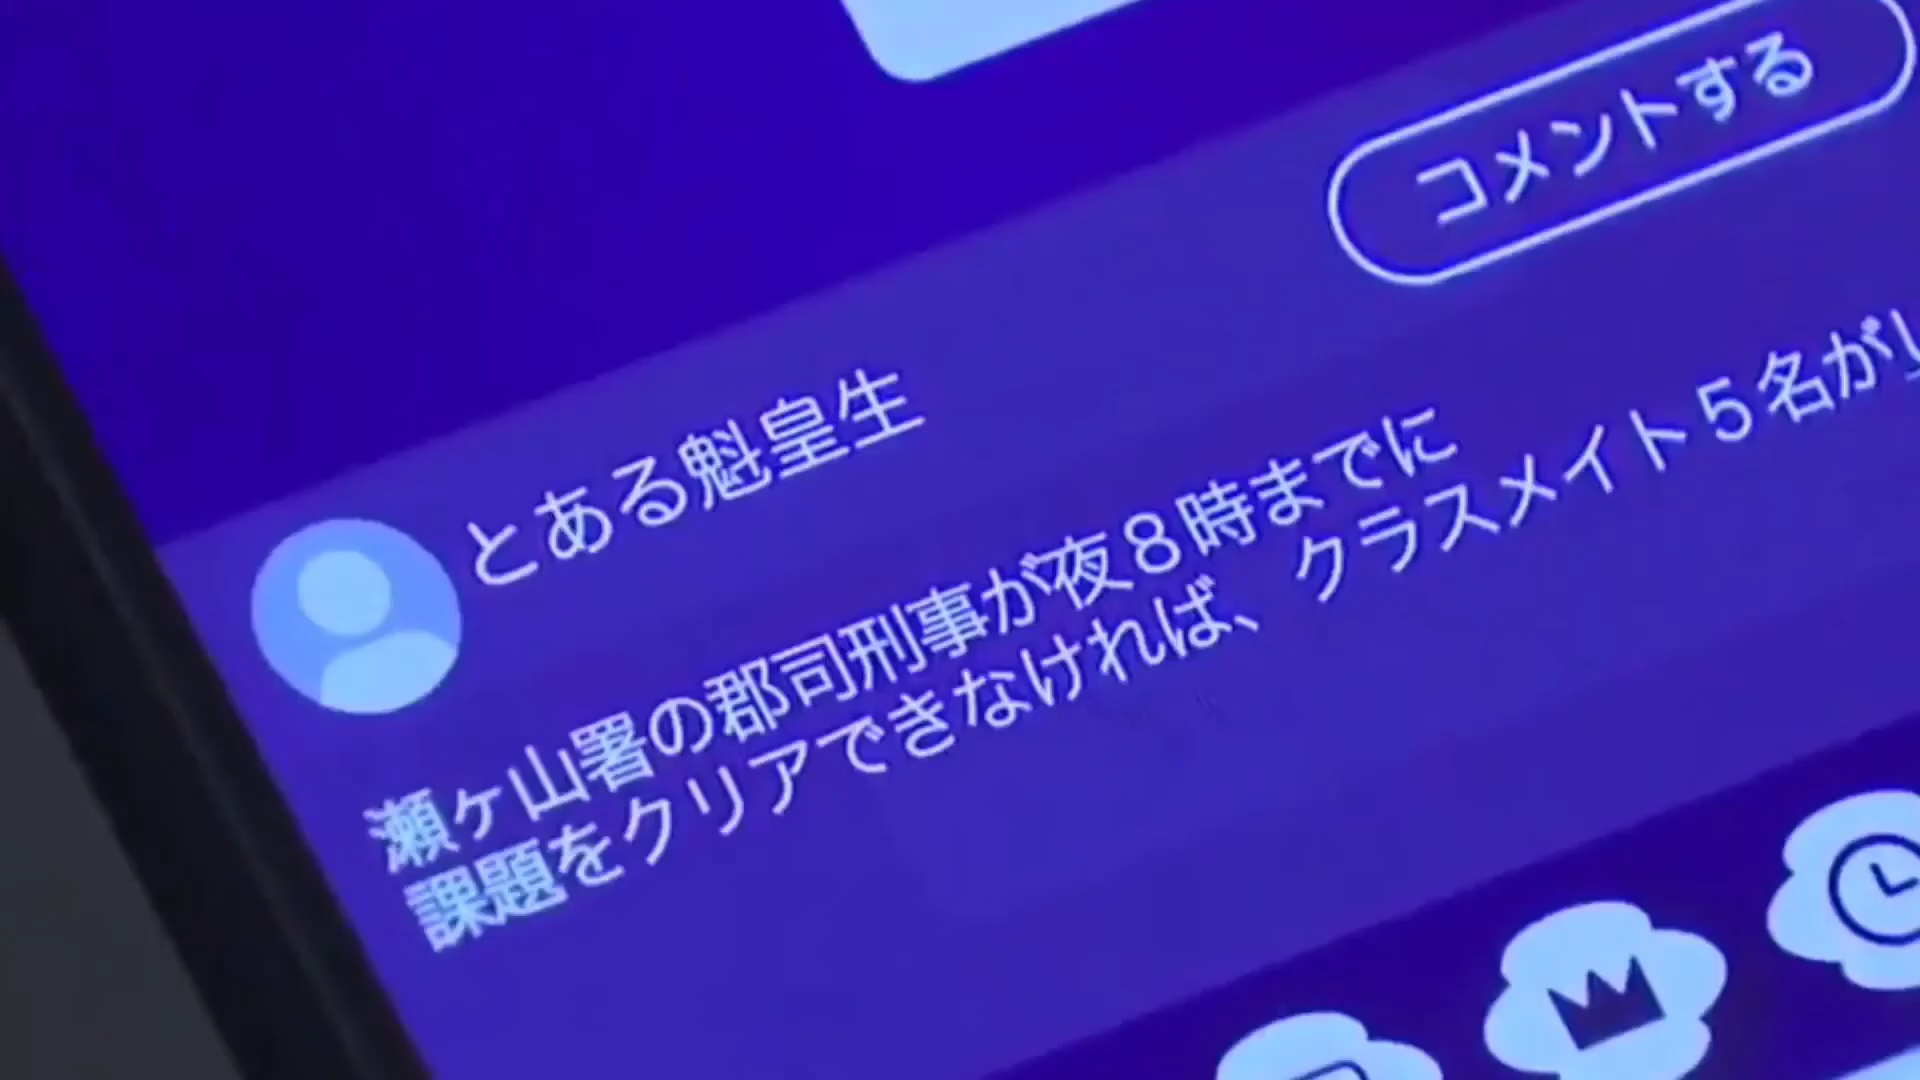 コメントする
とある魁皇生
瀬ヶ山署の郡司刑事が夜8時までに
課題をクリアできなければ、クラスメイト5名が